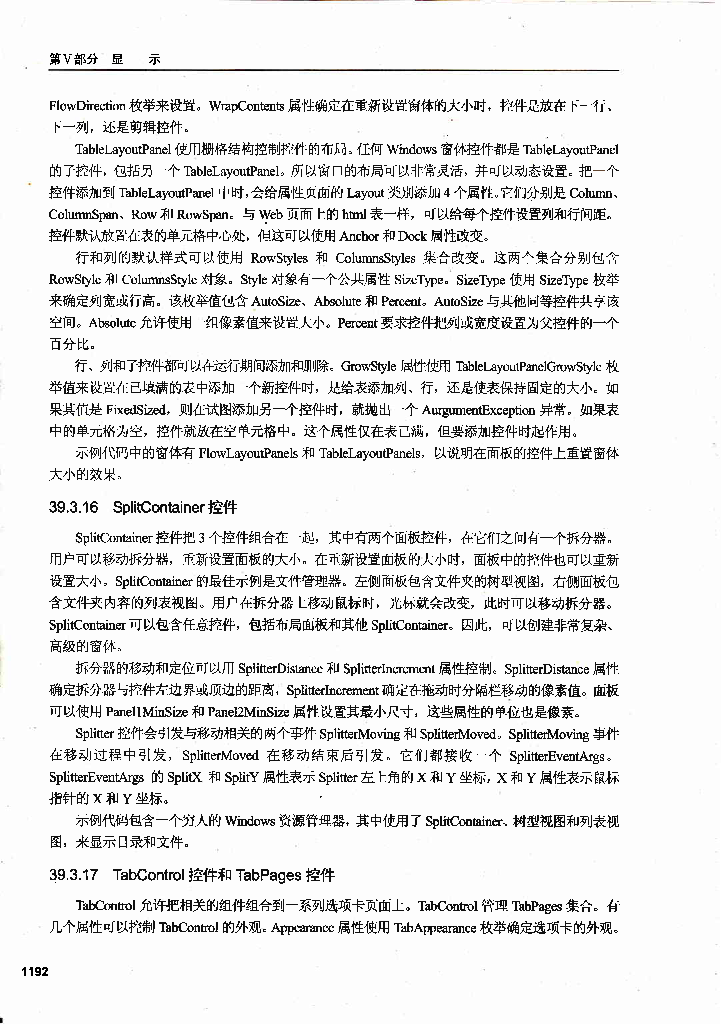 第V部分 显 示
FlowDirection 枚举来设置。WrapContents 属性确定在重新设置窗体的大小时，控件是放在下一行、
下一列，还是剪辑控件。
TableLayoutPanel 使用栅格结构控制控件的布局。任何 Windows 窗体控件都是 TableLayoutPanel
的子控件，包括另一个 TableLayoutPanel。所以窗口的布局可以非常灵活，并可以动态设置。把一个
控件添加到 TableLayoutPanel 中时，会给属性页面的 Layout 类别添加 4 个属性。它们分别是 Column、
ColumnSpan、Row 和 RowSpan。与 Web 页面上的 html 表一样，可以给每个控件设置列和行间距。
控件默认放置在表的单元格中心处，但这可以使用 Anchor 和 Dock 属性改变。
行和列的默认样式可以使用 RowStyles 和 ColumnsStyles 集合改变。这两个集合分别包含
RowStyle 和 ColumnsStyle 对象。Style 对象有一个公共属性 SizeType。SizeType 使用 SizeType 枚举
来确定列宽或行高。该枚举值包含 AutoSize、Absolute 和 Percent。AutoSize 与其他同等控件共享该
空间。Absolute 允许使用一组像素值来设置大小。Percent 要求控件把列或宽度设置为父控件的一个
百分比。
行、列和子控件都可以在运行期间添加和删除。GrowStyle 属性使用 TableLayoutPanelGrowStyle 枚
举值来设置在已填满的表中添加一个新控件时，是给表添加列、行，还是使表保持固定的大小。如
果其值是 FixedSized，则在试图添加另一个控件时，就抛出一个 AurgumentException 异常。如果表
中的单元格为空，控件就放在空单元格中。这个属性仅在表已满，但要添加控件时起作用。
示例代码中的窗体有 FlowLayoutPanels 和 TableLayoutPanels，以说明在面板的控件上重置窗体
大小的效果。
39.3.16 SplitContainer 控件
SplitContainer 控件把 3 个控件组合在一起，其中有两个面板控件，在它们之间有一个拆分器。
用户可以移动拆分器，重新设置面板的大小。在重新设置面板的大小时，面板中的控件也可以重新
设置大小。SplitContainer 的最佳示例是文件管理器。左侧面板包含文件夹的树型视图，右侧面板包
含文件夹内容的列表视图。用户在拆分器上移动鼠标时，光标就会改变，此时可以移动拆分器。
SplitContainer 可以包含任意控件，包括布局面板和其他 SplitContainer。因此，可以创建非常复杂、
高级的窗体。
拆分器的移动和定位可以用 SplitterDistance 和 SplitterIncrement 属性控制。SplitterDistance 属性
确定拆分器与控件左边界或顶边的距离，SplitterIncrement 确定在拖动时分隔栏移动的像素值。面板
可以使用 Panel1MinSize 和 Panel2MinSize 属性设置其最小尺寸，这些属性的单位也是像素。
Splitter 控件会引发与移动相关的两个事件 SplitterMoving 和 SplitterMoved。SplitterMoving 事件
在移动过程中引发，SplitterMoved 在移动结束后引发。它们都接收一个 SplitterEventArgs。
SplitterEventArgs 的 SplitX 和 SplitY 属性表示 Splitter 左上角的 X 和 Y 坐标，X 和 Y 属性表示鼠标
指针的 X 和 Y 坐标。
示例代码包含一个穷人的 Windows 资源管理器，其中使用了 SplitContainer、树型视图和列表视
图，来显示目录和文件。
39.3.17 TabControl 控件和 TabPages 控件
TabControl 允许把相关的组件组合到一系列选项卡页面上。TabControl 管理 TabPages 集合。有
几个属性可以控制 TabControl 的外观。Appearance 属性使用 TabAppearance 枚举确定选项卡的外观。
1192